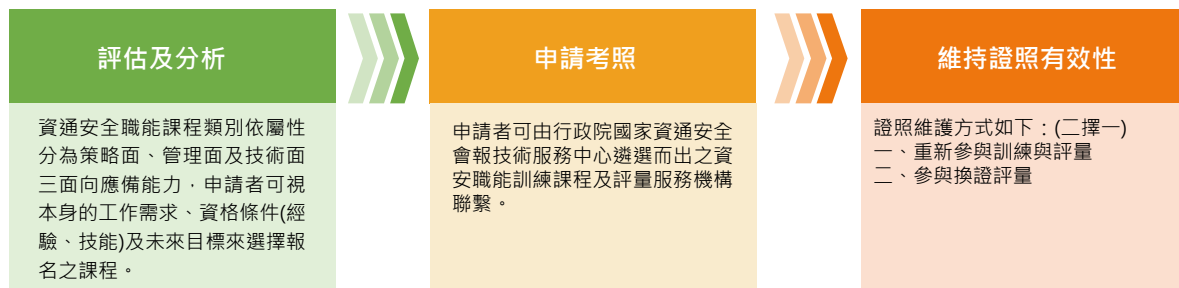 評估及分析
資通安全職能課程類別依屬性
分為策略面、管理面及技術面
三面向應備能力，申請者可視
本身的工作需求、資格條件(經
驗、技能)及未來目標來選擇報
名之課程。
申請考照
申請者可由行政院國家資通安全
會報技術服務中心遴選而出之資
安職能訓練課程及評量服務機構
聯繫。
維持證照有效性
證照維護方式如下：(二擇一)
一、重新參與訓練與評量
二、參與換證評量